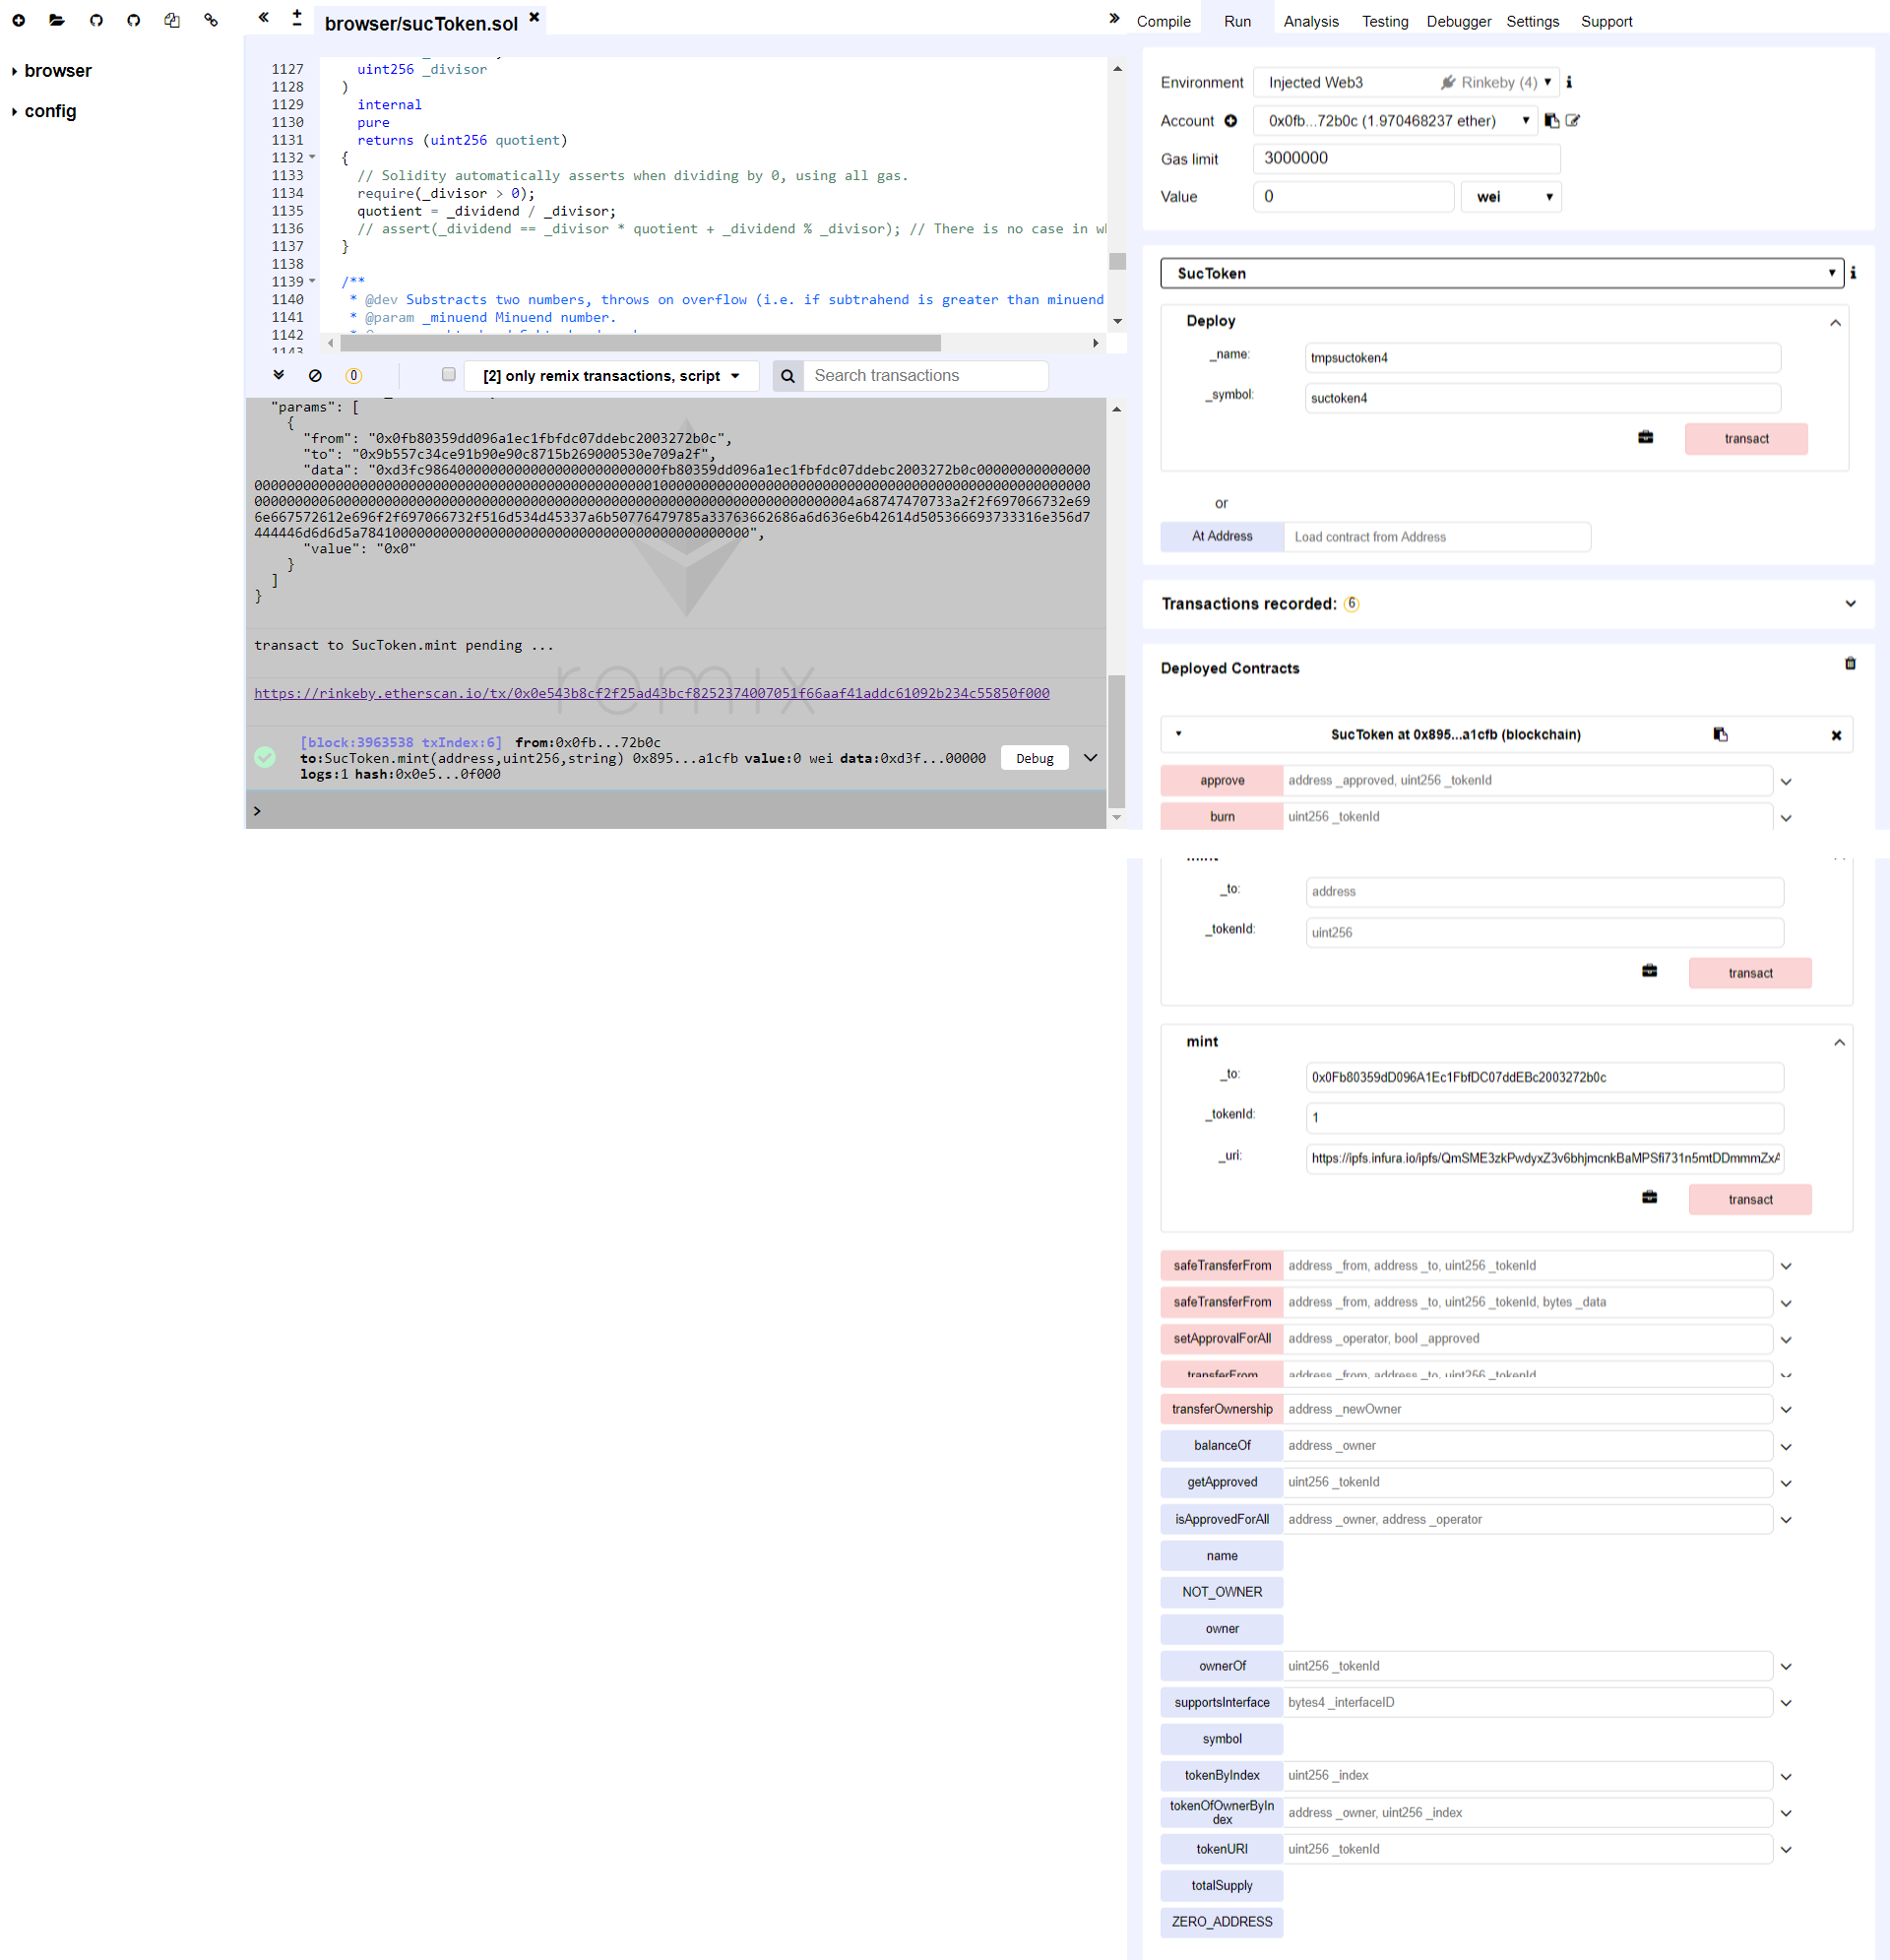 browser/sucToken.sol
browser
config
1127 uint256 _divisor
1128 )
1129 internal
1130 pure
1131 returns (uint256 quotient)
1132 {
1133 // Solidity automatically asserts when dividing by 0, using all gas.
1134 require(_divisor > 0);
1135 quotient = _dividend / _divisor;
1136 // assert(_dividend == _divisor * quotient + _dividend % _divisor); // There is no case in
1137 }
1138
1139 /**
1140 * @dev Substracts two numbers, throws on overflow (i.e. if subtrahend is greater than minuend
1141 * @param _minuend Minuend number.
1142
1143
0
[2] only remix transactions, script
Search transactions
"params": [
{
"from": "0x0fb80359dd096a1ec1fbfdc07ddebc2003272b0c",
"to": "0x9b557c34ce91b90e90c8715b269000530e709a2f",
"value": "0x0"
}
]
}
transact to SucToken.mint pending ...
remix
https://rinkeby.etherscan.io/tx/0x0e543b8cf2f25ad43bcf8252374007051f66aaf41addc61092b234c55850f000
[block:3963538 txIndex:6] from:0x0fb...72b0c
to:SucToken.mint(address,uint256,string) 0x895...a1cfb value:0 wei data:0xd3f...00000
logs:1 hash:0x0e5...0f000
Debug
>
Compile Run Analysis Testing Debugger Settings Support
Environment Injected Web3 Rinkeby (4)
Account 0x0fb...72b0c (1.970468237 ether)
Gas limit 3000000
Value 0 wei
SucToken
Deploy
_name: tmpsuctoken4
_symbol: suctoken4
transact
or
At Address Load contract from Address
Transactions recorded: 6
Deployed Contracts
SucToken at 0x895...a1cfb (blockchain)
approve address _approved, uint256 _tokenId
burn uint256 _tokenId
mint
_to: address
_tokenId: uint256
transact
mint
_to: 0x0Fb80359dD096A1Ec1FbfDC07ddEBc2003272b0c
_tokenId: 1
_uri: https://ipfs.infura.io/ipfs/QmSME3zkPwdyxZ3v6bhjmcnkBaMPSfi731n5mtDDmmmZxA
transact
safeTransferFrom address _from, address _to, uint256 _tokenId
safeTransferFrom address _from, address _to, uint256 _tokenId, bytes _data
setApprovalForAll address _operator, bool _approved
transferFrom address _from, address _to, uint256 _tokenId
transferOwnership address _newOwner
balanceOf address _owner
getApproved uint256 _tokenId
isApprovedForAll address _owner, address _operator
name
NOT_OWNER
owner
ownerOf uint256 _tokenId
supportsInterface bytes4 _interfaceID
symbol
tokenByIndex uint256 _index
tokenOfOwnerByIn
dex address _owner, uint256 _index
tokenURI uint256 _tokenId
totalSupply
ZERO_ADDRESS